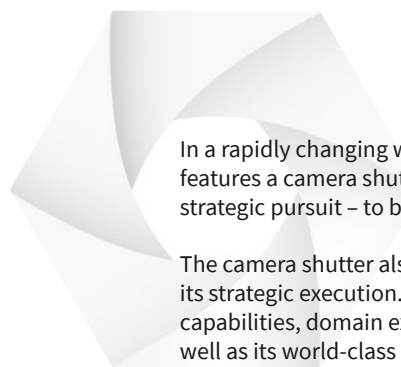 In a rapidly changing
features a camera
strategic pursuit – to
The camera shutter
its strategic execution.
capabilities, domain
well as its world-class